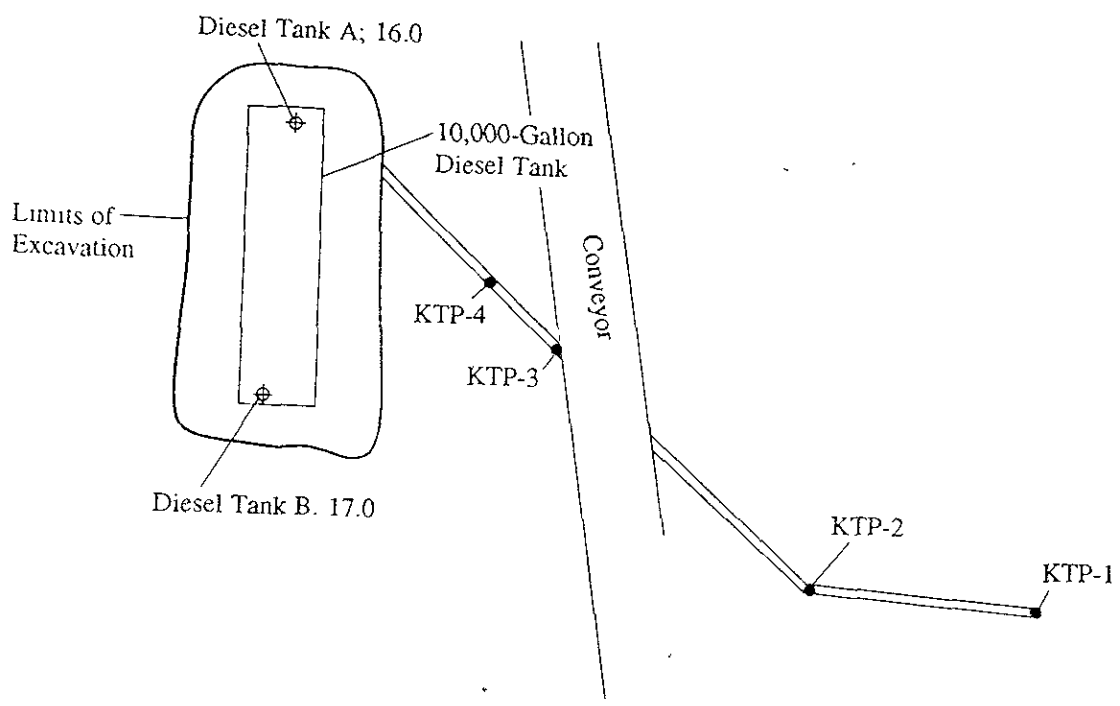 Diesel Tank A; 16.0
10,000-Gallon
Diesel Tank
Limits of
Excavation
Conveyor
KTP-4
KTP-3
Diesel Tank B. 17.0
KTP-2
KTP-1